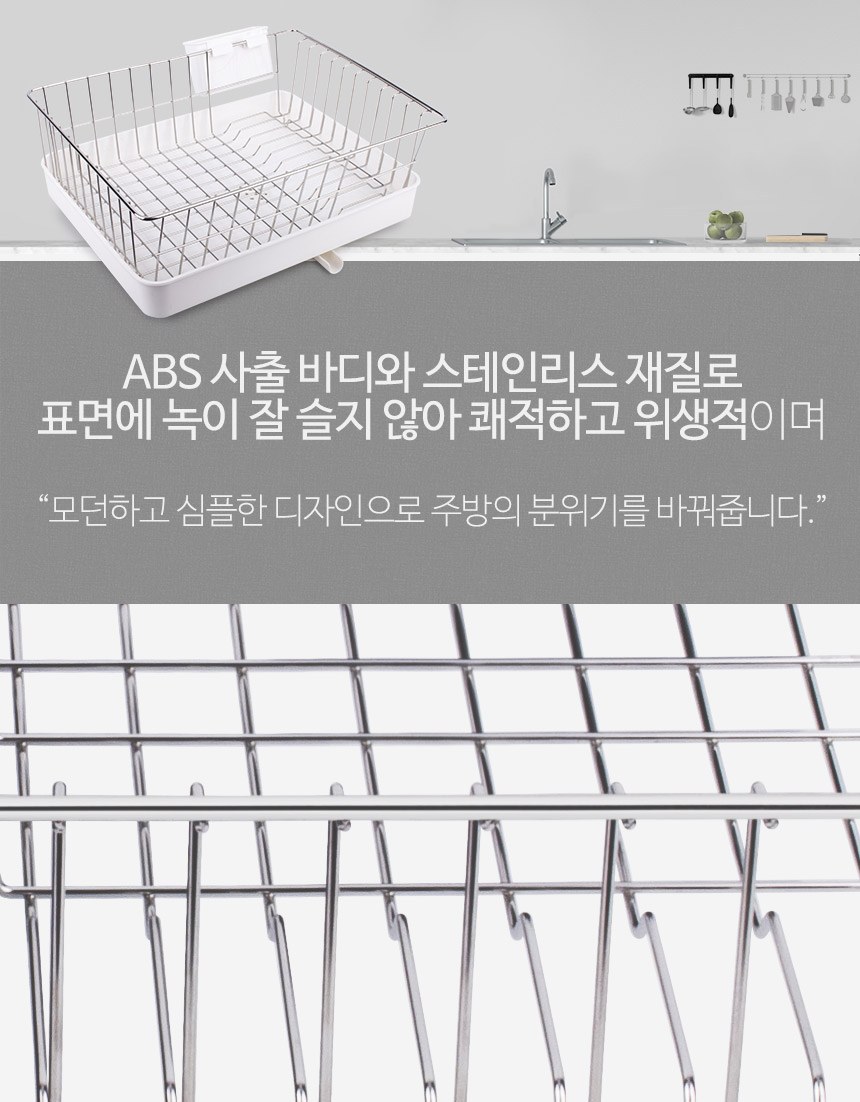 ABS 사출 바디와 스테인리스 재질로
표면에 녹이 잘 슬지 않아 쾌적하고 위생적이며
“모던하고 심플한 디자인으로 주방의 분위기를 바꿔줍니다.”